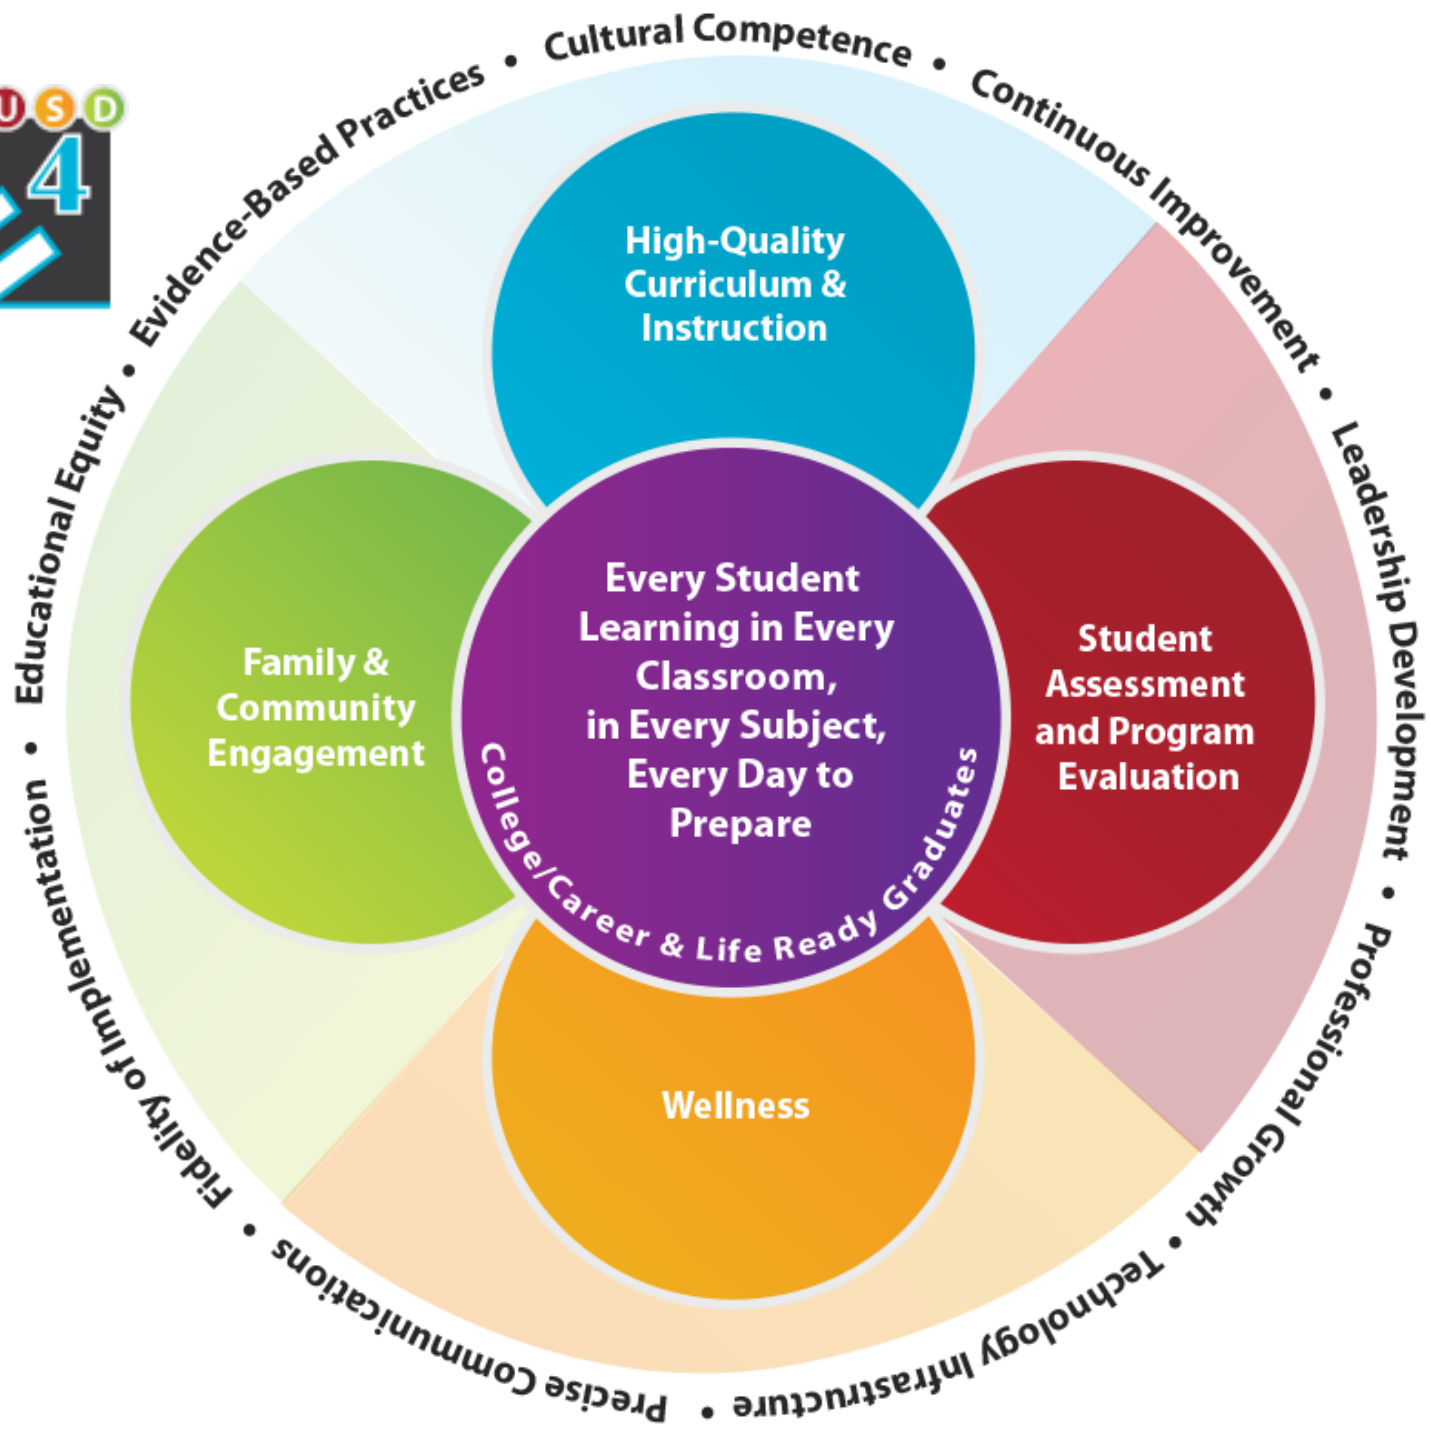 Cultural Competence • Continuous Improvement • Leadership Development • Professional Growth • Technology Infrastructure • Precise Communications • Fidelity of Implementation • Educational Equity • Evidence-Based Practices •
USD
4
High-Quality
Curriculum &
Instruction
Family &
Community
Engagement
Every Student
Learning in Every
Classroom,
in Every Subject,
Every Day to
Prepare
College/Career & Life Ready Graduates
Student
Assessment
and Program
Evaluation
Wellness